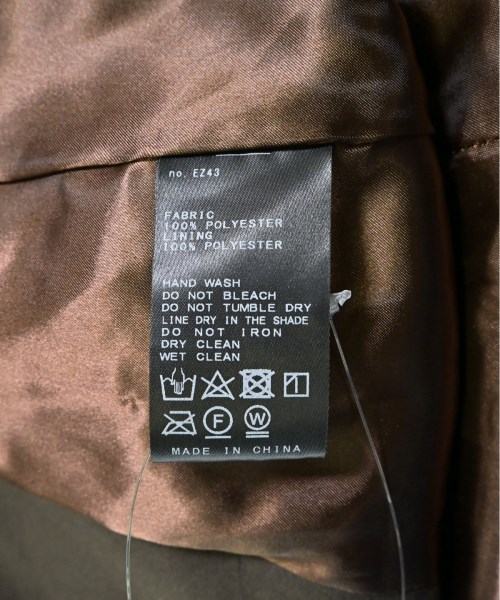 no. EZ43
FABRIC
100% POLYESTER
LINING
100% POLYESTER
HAND WASH
DO NOT BLEACH
DO NOT TUMBLE DRY
LINE DRY IN THE SHADE
DO NOT IRON
DRY CLEAN
WET CLEAN
F W
MADE IN CHINA